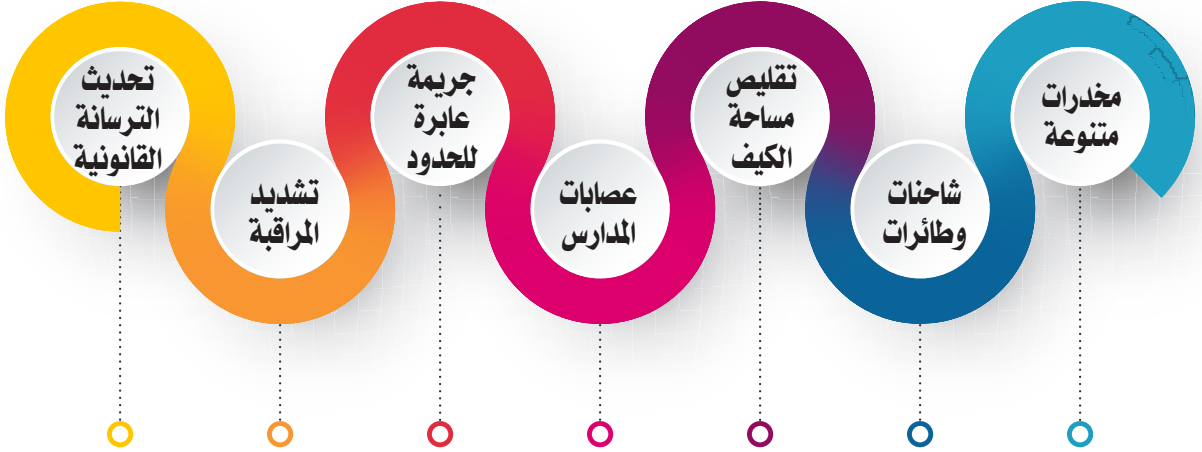 مخدرات
متنوعة
شاحنات
وطائرات
تقليص
مساحة
الكيف
عصابات
المدارس
جريمة
عابرة
للحدود
تشديد
المراقبة
تحديث
الترسانة
القانونية